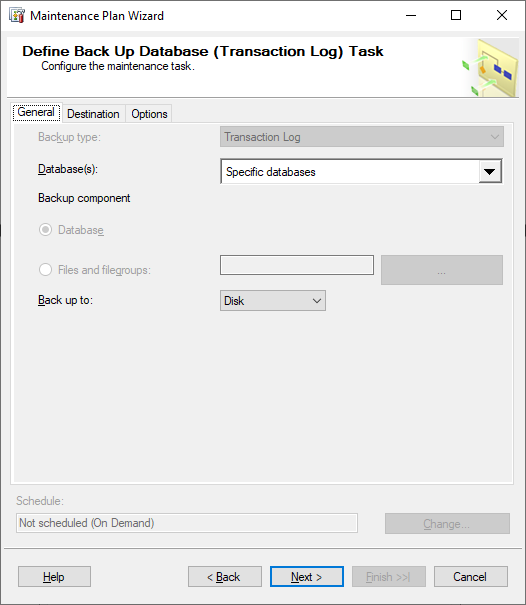 Maintenance Plan Wizard
Define Back Up Database (Transaction Log) Task
Configure the maintenance task.
General Destination Options
Backup type: Transaction Log
Database(s): Specific databases
Backup component
Database
Files and filegroups: ...
Back up to: Disk
Schedule:
Not scheduled (On Demand) Change...
Help < Back Next > Finish >>| Cancel